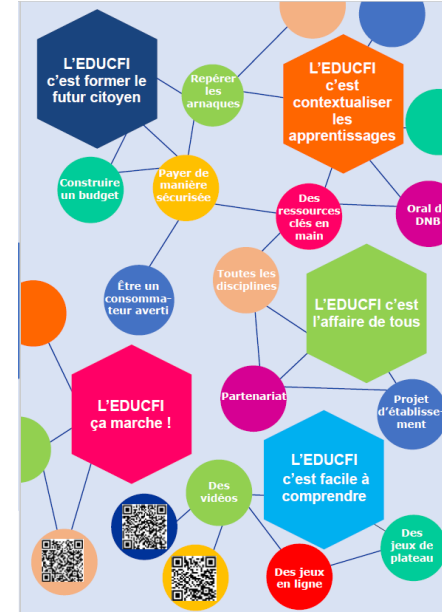 L'EDUCFI
c'est former le
futur citoyen
Repérer
les
arnaques
L'EDUCFI
c'est
contextualiser
les
apprentissages
Construire
un budget
Payer de
manière
sécurisée
Des
ressources
clés en
main
Oral d
DNB
Être un
consomma-
teur averti
Toutes les
disciplines
L'EDUCFI c'est
l'affaire de tous
L'EDUCFI
ça marche !
Partenariat
Projet
d'établisse-
ment
L'EDUCFI
c'est facile à
comprendre
Des
vidéos
Des jeux
en ligne
Des
jeux de
plateau